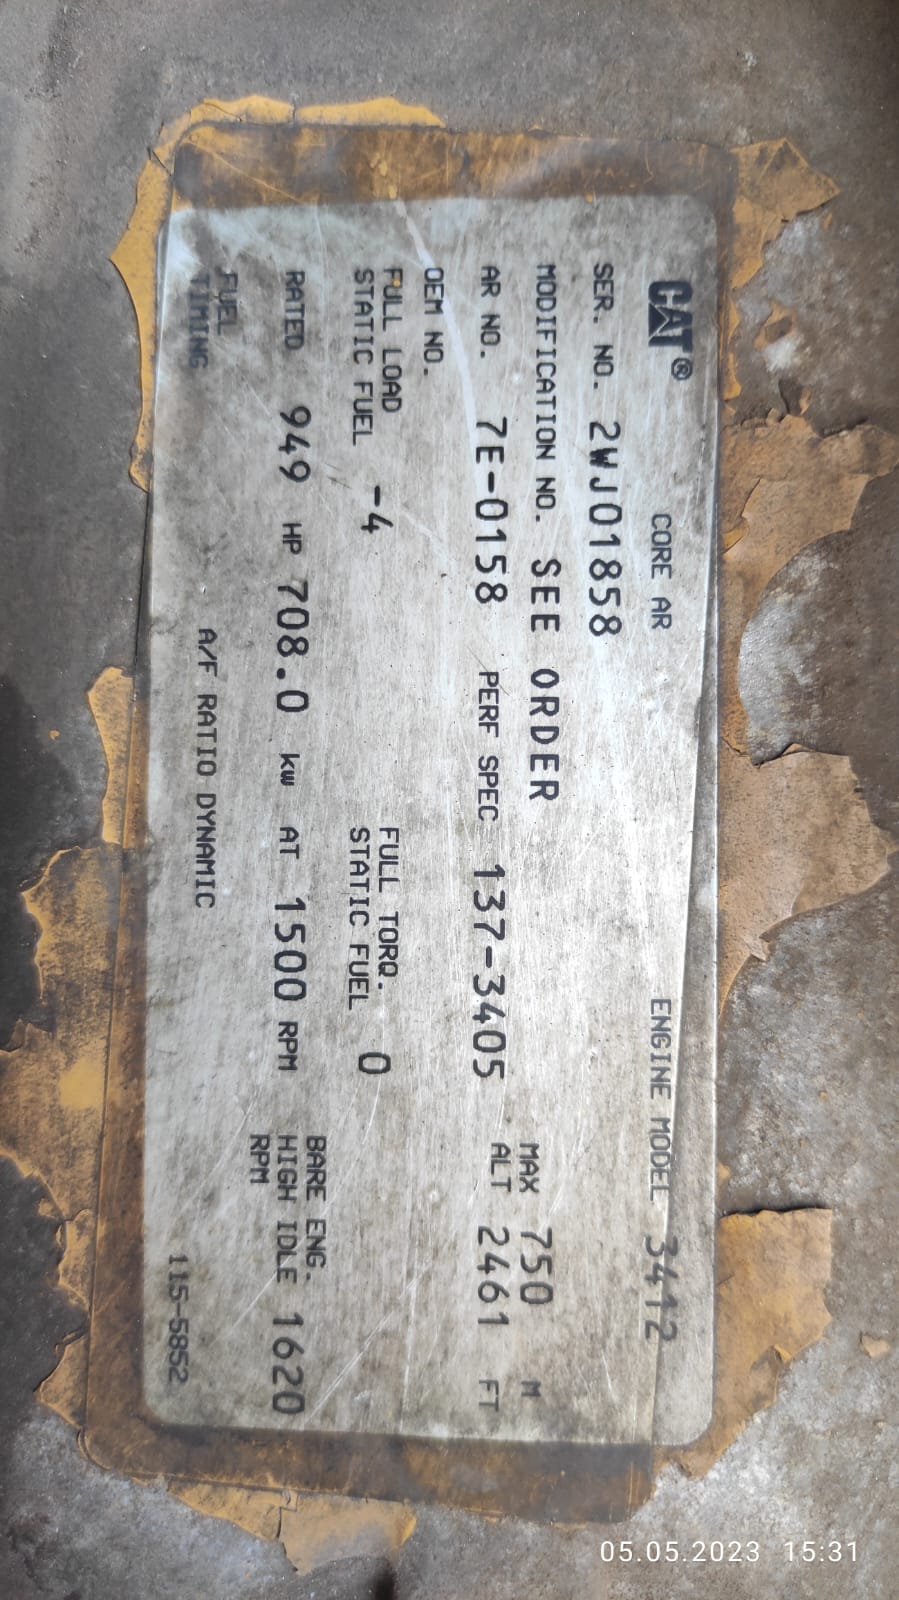 CAT® CORE AR ENGINE MODEL 3412
SER. NO. 2WJ01858
MODIFICATION NO. SEE ORDER MAX 750 M
AR NO. 7E-0158 PERF SPEC 137-3405 ALT 2461 FT
OEM NO.
FULL LOAD FULL TORQ.
STATIC FUEL -4 STATIC FUEL 0
BARE ENG.
RATED 949 HP 708.0 kw AT 1500 RPM HIGH IDLE 1620
RPM
FUEL
TIMING A/F RATIO DYNAMIC
115-5852
05.05.2023 15:31